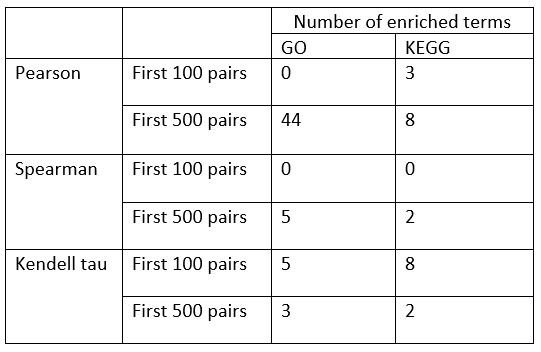 Number of enriched terms
GO KEGG
Pearson First 100 pairs 0 3
First 500 pairs 44 8
Spearman First 100 pairs 0 0
First 500 pairs 5 2
Kendell tau First 100 pairs 5 8
First 500 pairs 3 2